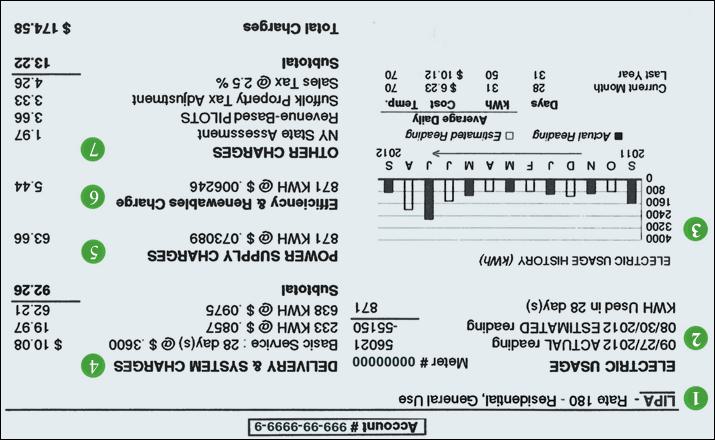 Account # 999-99-9999-9
1 LIPA - Rate 180 - Residential, General Use
2 ELECTRIC USAGE Meter # 00000000
09/27/2012 ACTUAL reading 56021
08/30/2012 ESTIMATED reading -55150
KWH Used in 28 day(s) 871
3 ELECTRIC USAGE HISTORY (kWh)
4000
3200
2400
1600
800
0
S O N D J F M A M J J A S
2011 2012
Actual Reading Estimated Reading
Average Daily
Days kWh Cost Temp.
Current Month 28 31 $ 6.23 70
Last Year 31 50 $ 10.12 70
4 DELIVERY & SYSTEM CHARGES
Basic Service : 28 day(s) @ $ .3600 $ 10.08
233 KWH @ $ .0857 19.97
638 KWH @ $ .0975 62.21
Subtotal 92.26
5 POWER SUPPLY CHARGES
871 KWH @ $ .073089 63.66
6 Efficiency & Renewables Charge
871 KWH @ $ .006246 5.44
7 OTHER CHARGES
NY State Assessment 1.97
Revenue-Based PILOTS 3.66
Suffolk Property Tax Adjustment 3.33
Sales Tax @ 2.5 % 4.26
Subtotal 13.22
Total Charges $ 174.58